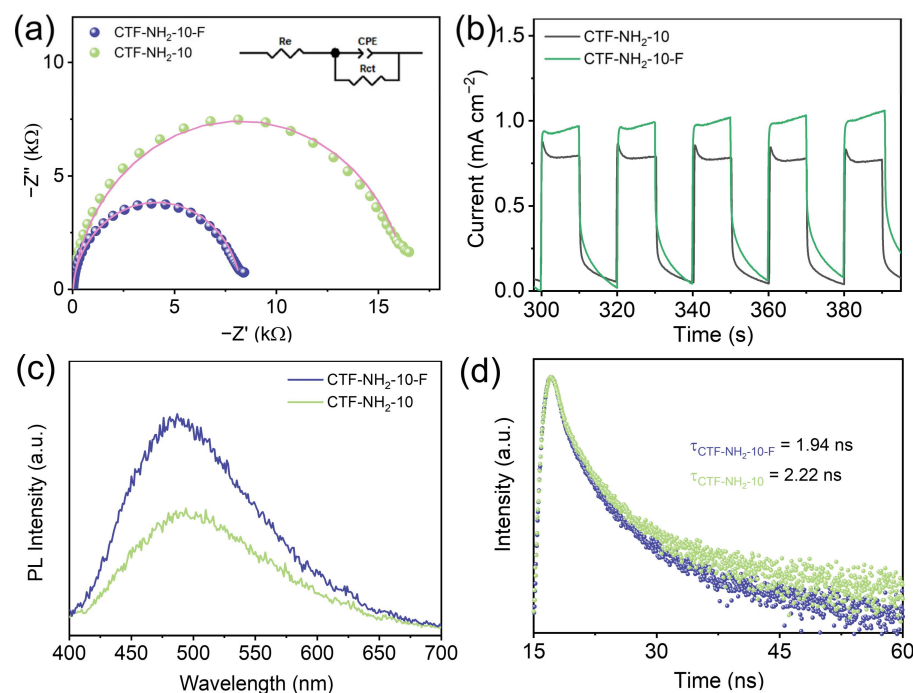 (a)
CTF-NH₂-10-F
CTF-NH₂-10
Re
CPE
Rct
10
5
0
−Z'' (kΩ)
0 5 10 15
−Z' (kΩ)
(b)
CTF-NH₂-10
CTF-NH₂-10-F
1.5
1.0
0.5
0.0
Current (mA cm⁻²)
300 320 340 360 380
Time (s)
(c)
CTF-NH₂-10-F
CTF-NH₂-10
PL Intensity (a.u.)
400 450 500 550 600 650 700
Wavelength (nm)
(d)
τCTF-NH₂-10-F = 1.94 ns
τCTF-NH₂-10 = 2.22 ns
Intensity (a.u.)
15 30 45 60
Time (ns)